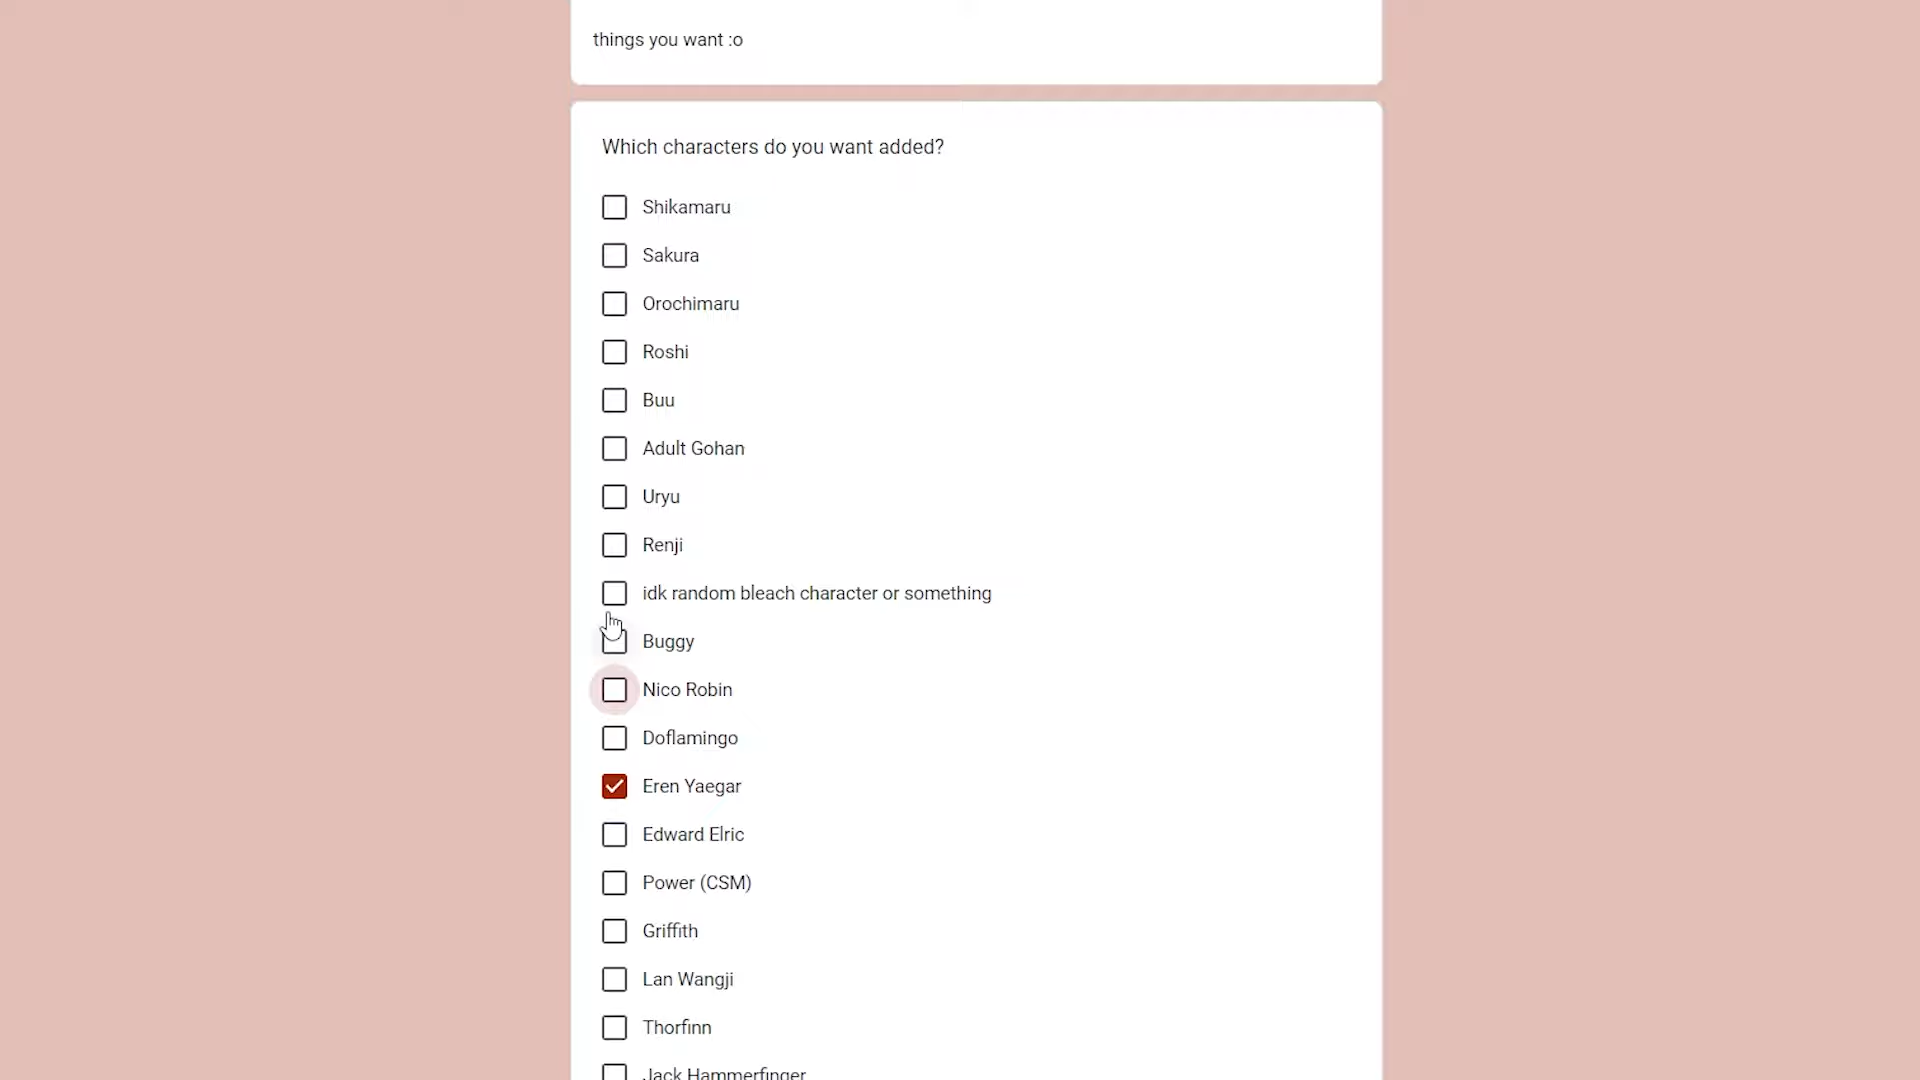 things you want :o
Which characters do you want added?
Shikamaru
Sakura
Orochimaru
Roshi
Buu
Adult Gohan
Uryu
Renji
idk random bleach character or something
Buggy
Nico Robin
Doflamingo
Eren Yaegar
Edward Elric
Power (CSM)
Griffith
Lan Wangji
Thorfinn
Jack Hammerfinger